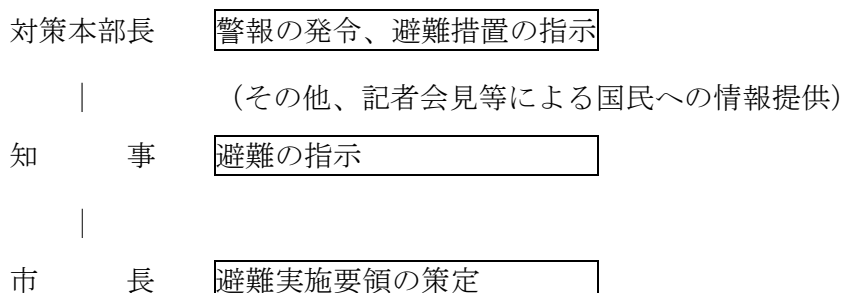 対策本部長 警報の発令、避難措置の指示
｜ （その他、記者会見等による国民への情報提供）
知 事 避難の指示
｜
市 長 避難実施要領の策定